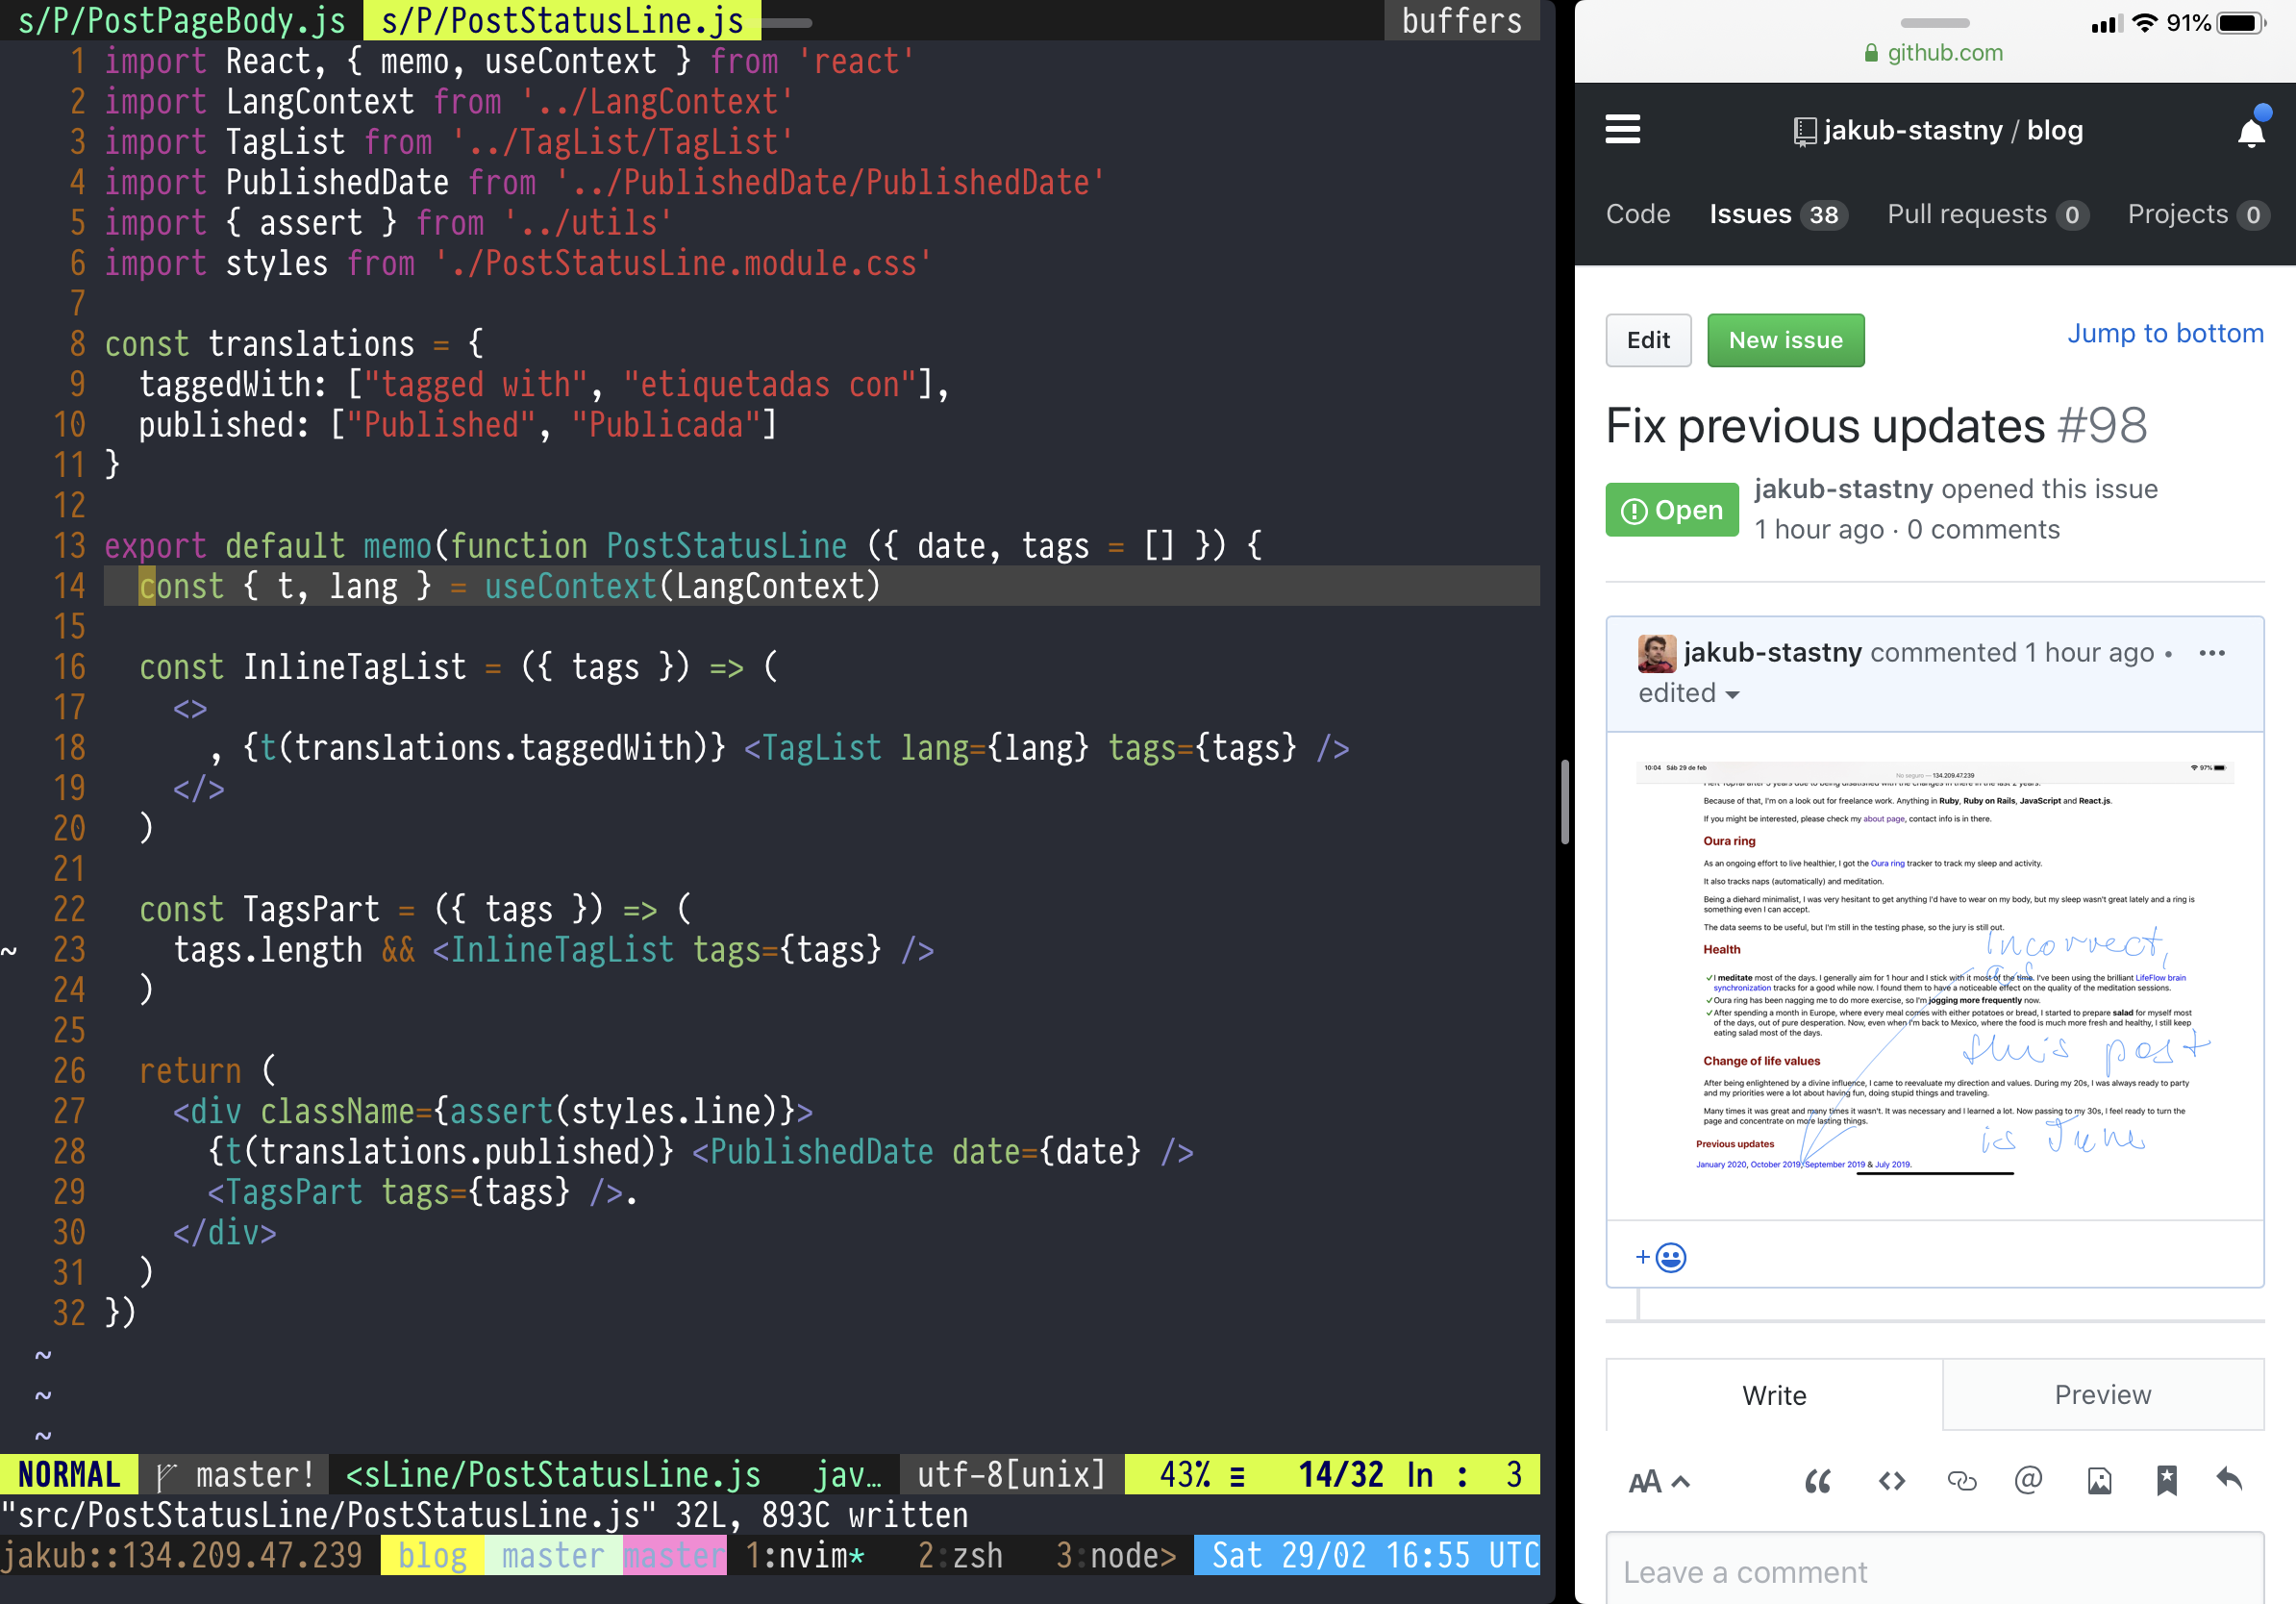 s/P/PostPageBody.js s/P/PostStatusLine.js buffers
1 import React, { memo, useContext } from 'react'
2 import LangContext from '../LangContext'
3 import TagList from '../TagList/TagList'
4 import PublishedDate from '../PublishedDate/PublishedDate'
5 import { assert } from '../utils'
6 import styles from './PostStatusLine.module.css'
7
8 const translations = {
9   taggedWith: ["tagged with", "etiquetadas con"],
10   published: ["Published", "Publicada"]
11 }
12
13 export default memo(function PostStatusLine ({ date, tags = [] }) {
14   const { t, lang } = useContext(LangContext)
15
16   const InlineTagList = ({ tags }) => (
17     <>
18       , {t(translations.taggedWith)} <TagList lang={lang} tags={tags} />
19     </>
20   )
21
22   const TagsPart = ({ tags }) => (
~ 23     tags.length && <InlineTagList tags={tags} />
24   )
25
26   return (
27     <div className={assert(styles.line)}>
28       {t(translations.published)} <PublishedDate date={date} />
29       <TagsPart tags={tags} />.
30     </div>
31   )
32 })
~
~
~
NORMAL master! <sLine/PostStatusLine.js jav… utf-8[unix] 43% ≡ 14/32 ln : 3
"src/PostStatusLine/PostStatusLine.js" 32L, 893C written
jakub::134.209.47.239 blog master master 1:nvim* 2:zsh 3:node> Sat 29/02 16:55 UTC
91%
github.com
jakub-stastny / blog
Code Issues 38 Pull requests 0 Projects 0
Edit New issue Jump to bottom
Fix previous updates #98
Open jakub-stastny opened this issue
1 hour ago · 0 comments
jakub-stastny commented 1 hour ago • ···
edited
10:04 Sáb 29 de feb 97%
No seguro — 134.209.47.239
Because of that, I'm on a look out for freelance work. Anything in Ruby, Ruby on Rails, JavaScript and React.js.
If you might be interested, please check my about page, contact info is in there.
Oura ring
As an ongoing effort to live healthier, I got the Oura ring tracker to track my sleep and activity.
It also tracks naps (automatically) and meditation.
Being a diehard minimalist, I was very hesitant to get anything I'd have to wear on my body, but my sleep wasn't great lately and a ring is
something even I can accept.
The data seems to be useful, but I'm still in the testing phase, so the jury is still out.
Incorrect,
Health
as
✓I meditate most of the days. I generally aim for 1 hour and I stick with it most of the time. I've been using the brilliant LifeFlow brain
synchronization tracks for a good while now. I found them to have a noticeable effect on the quality of the meditation sessions.
✓Oura ring has been nagging me to do more exercise, so I'm jogging more frequently now.
✓After spending a month in Europe, where every meal comes with either potatoes or bread, I started to prepare salad for myself most
of the days, out of pure desperation. Now, even when I'm back to Mexico, where the food is much more fresh and healthy, I still keep
eating salad most of the days.
this post
Change of life values
After being enlightened by a divine influence, I came to reevaluate my direction and values. During my 20s, I was always ready to party
and my priorities were a lot about having fun, doing stupid things and traveling.
Many times it was great and many times it wasn't. It was necessary and I learned a lot. Now passing to my 30s, I feel ready to turn the
page and concentrate on more lasting things.
is June
Previous updates
January 2020, October 2019, September 2019 & July 2019.
Write Preview
AA @
Leave a comment